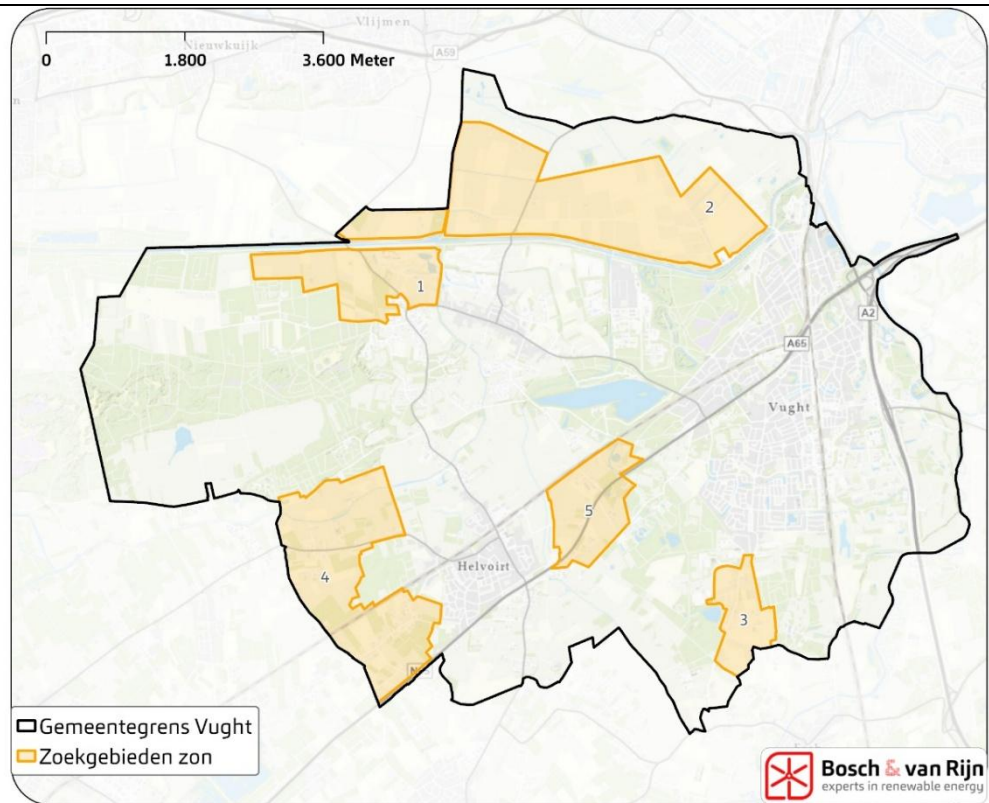 Vlijmen
Nieuwkuijk
A59
0 1.800 3.600 Meter
2
1
A2
A65
Vught
5
4
Helvoirt
3
Gemeentegrens Vught
Zoekgebieden zon
Bosch & van Rijn
experts in renewable energy